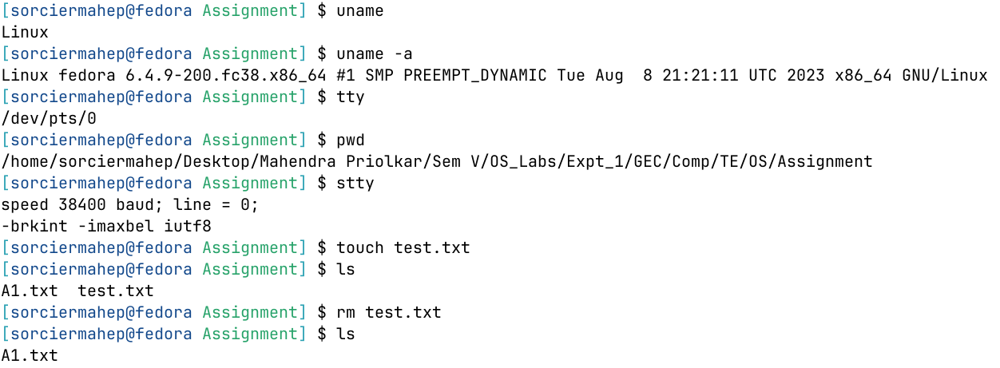 [sorciermahep@fedora Assignment] $ uname
Linux
[sorciermahep@fedora Assignment] $ uname -a
Linux fedora 6.4.9-200.fc38.x86_64 #1 SMP PREEMPT_DYNAMIC Tue Aug  8 21:21:11 UTC 2023 x86_64 GNU/Linux
[sorciermahep@fedora Assignment] $ tty
/dev/pts/0
[sorciermahep@fedora Assignment] $ pwd
/home/sorciermahep/Desktop/Mahendra Priolkar/Sem V/OS_Labs/Expt_1/GEC/Comp/TE/OS/Assignment
[sorciermahep@fedora Assignment] $ stty
speed 38400 baud; line = 0;
-brkint -imaxbel iutf8
[sorciermahep@fedora Assignment] $ touch test.txt
[sorciermahep@fedora Assignment] $ ls
A1.txt  test.txt
[sorciermahep@fedora Assignment] $ rm test.txt
[sorciermahep@fedora Assignment] $ ls
A1.txt